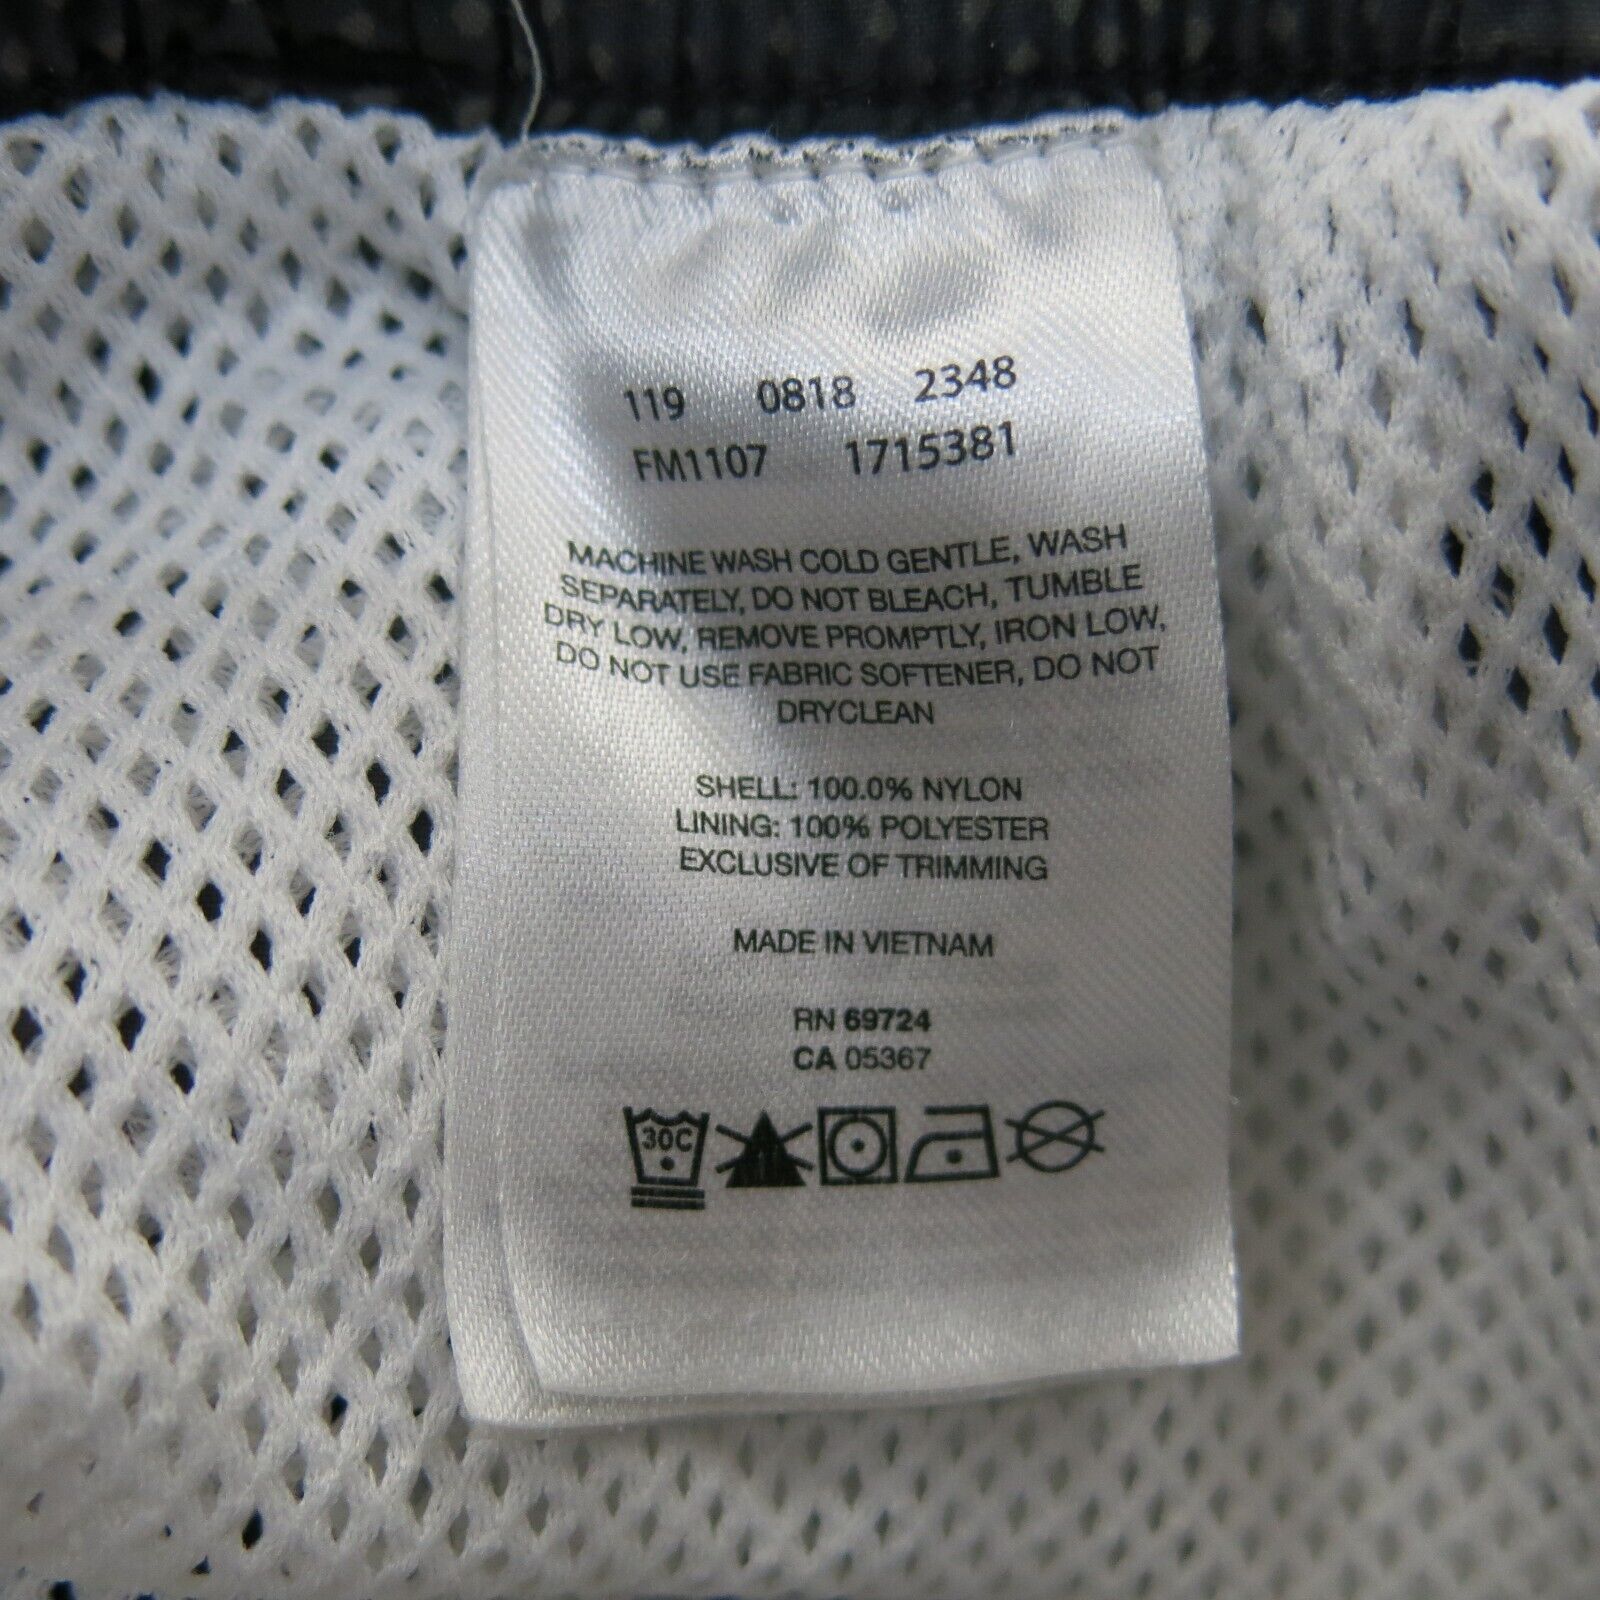 119 0818 2348
FM1107 1715381
MACHINE WASH COLD GENTLE, WASH
SEPARATELY, DO NOT BLEACH, TUMBLE
DRY LOW, REMOVE PROMPTLY, IRON LOW,
DO NOT USE FABRIC SOFTENER, DO NOT
DRYCLEAN
SHELL: 100.0% NYLON
LINING: 100% POLYESTER
EXCLUSIVE OF TRIMMING
MADE IN VIETNAM
RN 69724
CA 05367
30C